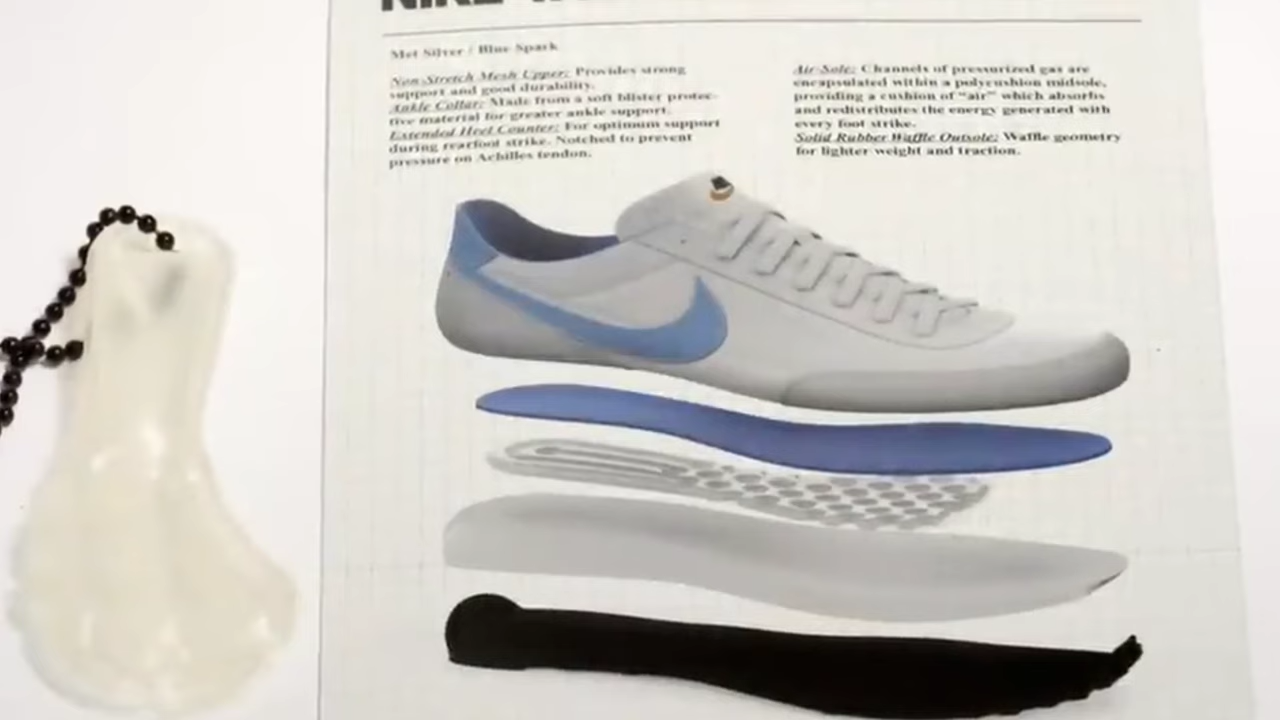 NIKE
Met Silver / Blue Spark
Non-Stretch Mesh Upper: Provides strong
support and good durability.
Ankle Collar: Made from a soft blister protec-
tive material for greater ankle support.
Extended Heel Counter: For optimum support
during rearfoot strike. Notched to prevent
pressure on Achilles tendon.
Air-Sole: Channels of pressurized gas are
encapsulated within a polycushion midsole,
providing a cushion of "air" which absorbs
and redistributes the energy generated with
every foot strike.
Solid Rubber Waffle Outsole: Waffle geometry
for lighter weight and traction.